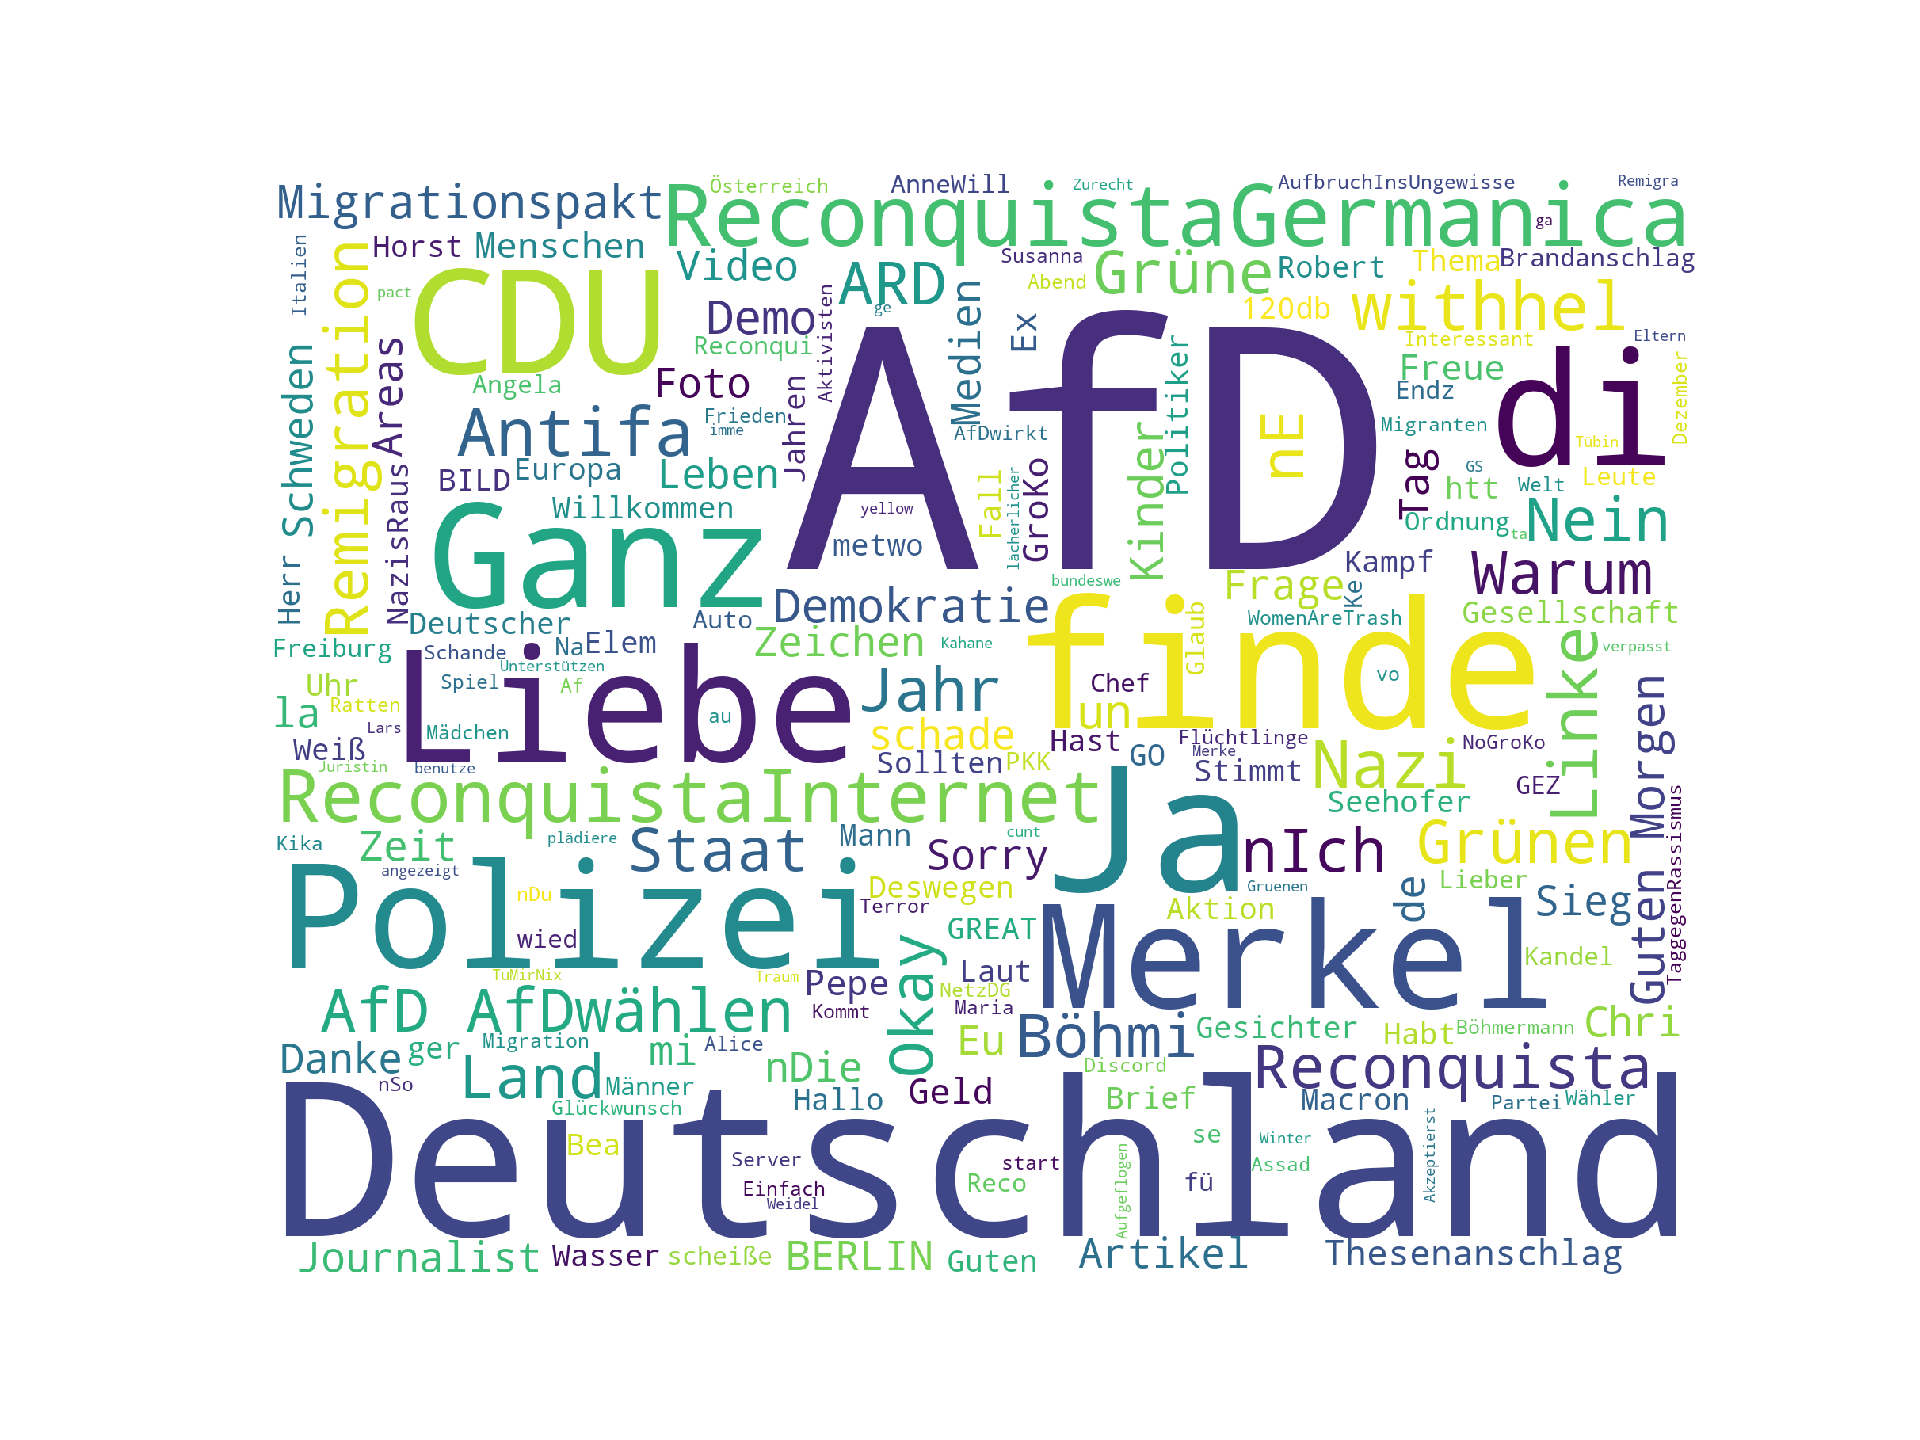 Migrationspakt
Österreich
AnneWill
Zurecht
AufbruchInsUngewisse
Remigra
ReconquistaGermanica
ga
Horst
Menschen
Video
ARD
Susanna
Abend
Grüne
Robert
Thema
Brandanschlag
Italien
pact
CDU
Demo
Reconqui
Aktivisten
ge
Medien
Ex
Politiker
120db
withhel
Interessant
Eltern
Remigration
Areas
Angela
Foto
AfD
Freue
Endz
di
Dezember
Schweden
Antifa
Frieden
imme
Jahren
AfDwirkt
nE
Migranten
Tübin
BILD
Europa
Leben
Fall
lächerlicher
GroKo
Kinder
Tag
htt
GS
Welt
Leute
NazisRaus
Willkommen
yellow
Ordnung
ta
Nein
Herr
Ganz
metwo
bundeswe
Kampf
Ke
Warum
Deutscher
Auto
Demokratie
Frage
WomenAreTrash
Gesellschaft
Freiburg
Schande
Na
Elem
Zeichen
Kahane
finde
Glaub
Linke
verpasst
Unterstützen
Uhr
Spiel
Af
Liebe
Jahr
Chef
vo
la
Ratten
Lars
Mädchen
au
schade
un
Weiß
Hast
Flüchtlinge
Merke
NoGroKo
Guten Morgen
Juristin
benutze
Sollten
PKK
GO
Stimmt
Nazi
GEZ
TaggegenRassismus
ReconquistaInternet
Seehofer
Kika
Zeit
plädiere
Staat
Mann
cunt
Ja
nIch
Grünen
angezeigt
Sorry
Polizei
nDu
Deswegen
Gruenen
Lieber
Terror
Aktion
de
Sieg
wied
GREAT
Merkel
Kandel
TuMirNix
Traum
Pepe
Okay
Laut
NetzDG
Maria
AfD AfDwählen
Kommt
Böhmi
Gesichter
Habt
Böhmermann
Chri
Danke
ger
Migration
mi
Alice
Eu
nDie
Discord
Reconquista
nSo
Land
Männer
Hallo
Geld
Brief
Macron
Partei
Wähler
Glückwunsch
Deutschland
Bea
Server
start
se
Winter
Assad
Akzeptierst
Einfach
Weidel
Reco
Aufgeflogen
fü
Journalist
Wasser
scheiße
BERLIN
Guten
Artikel
Thesenanschlag